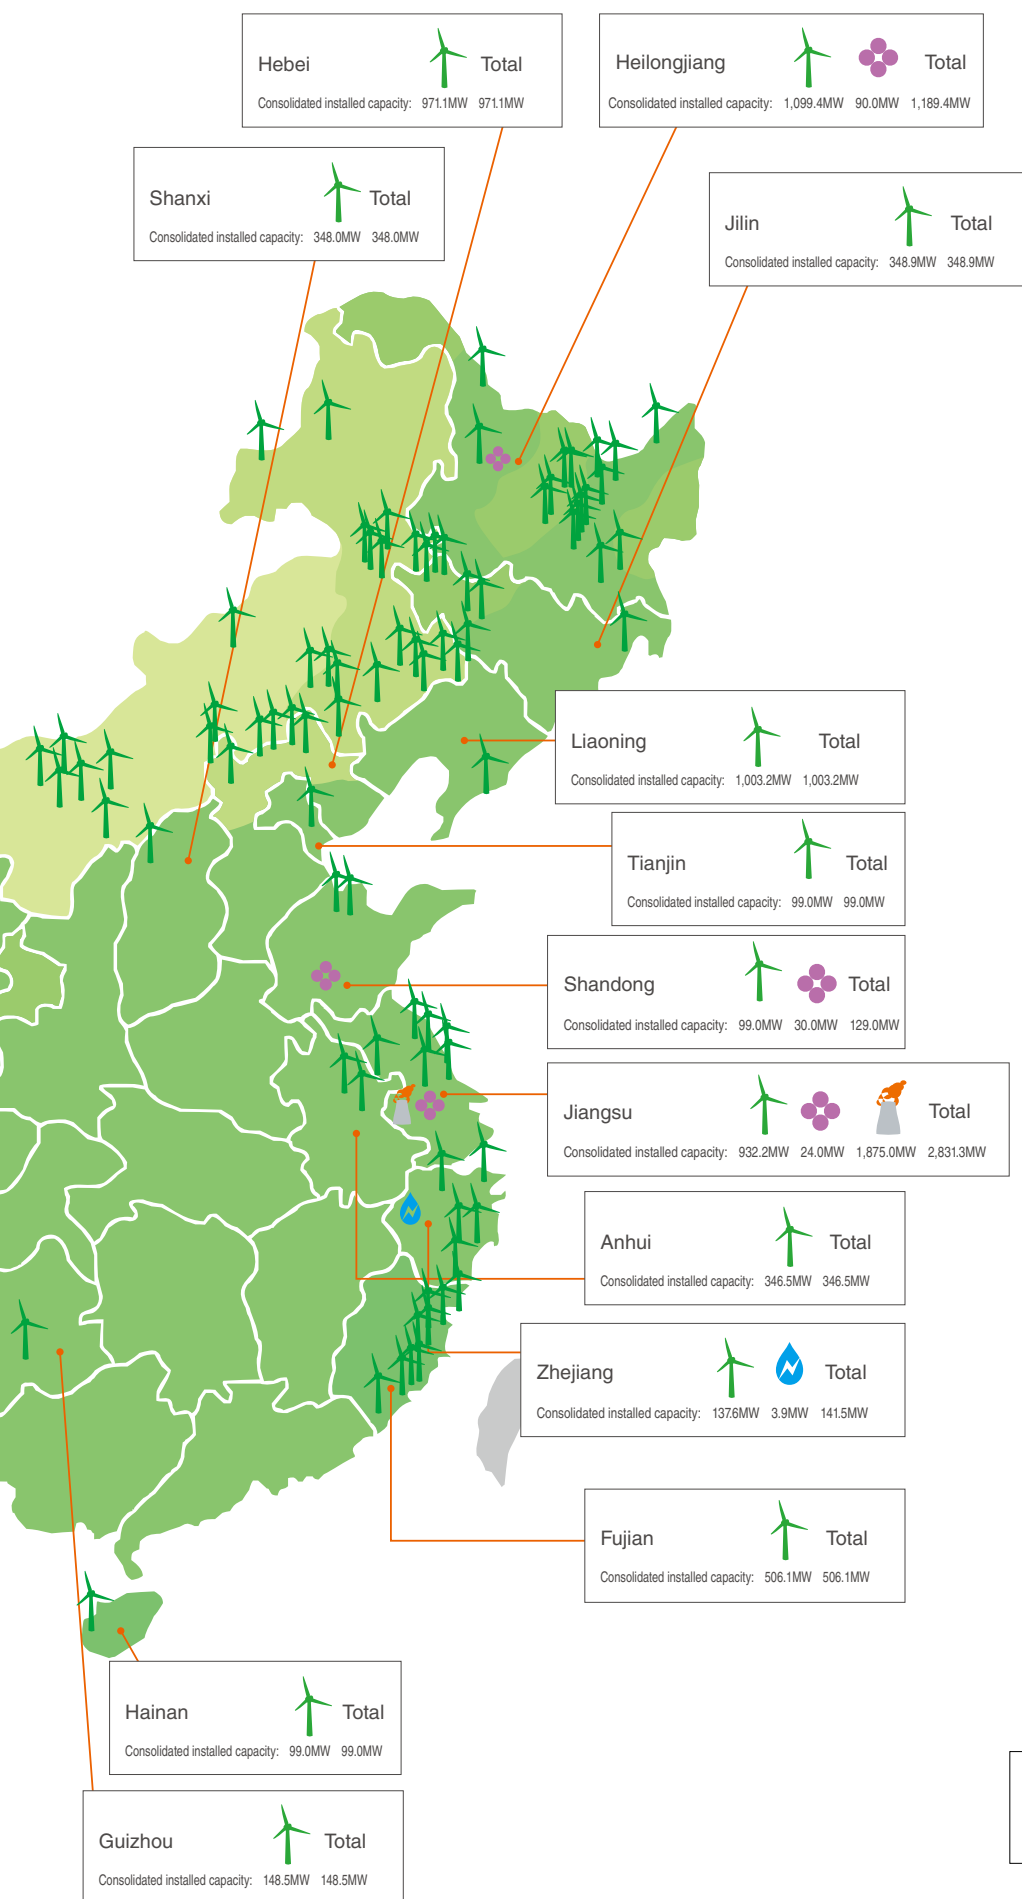 Hebei Total
Consolidated installed capacity: 971.1MW 971.1MW
Heilongjiang Total
Consolidated installed capacity: 1,099.4MW 90.0MW 1,189.4MW
Shanxi Total
Consolidated installed capacity: 348.0MW 348.0MW
Jilin Total
Consolidated installed capacity: 348.9MW 348.9MW
Liaoning Total
Consolidated installed capacity: 1,003.2MW 1,003.2MW
Tianjin Total
Consolidated installed capacity: 99.0MW 99.0MW
Shandong Total
Consolidated installed capacity: 99.0MW 30.0MW 129.0MW
Jiangsu Total
Consolidated installed capacity: 932.2MW 24.0MW 1,875.0MW 2,831.3MW
Anhui Total
Consolidated installed capacity: 346.5MW 346.5MW
Zhejiang Total
Consolidated installed capacity: 137.6MW 3.9MW 141.5MW
Fujian Total
Consolidated installed capacity: 506.1MW 506.1MW
Hainan Total
Consolidated installed capacity: 99.0MW 99.0MW
Guizhou Total
Consolidated installed capacity: 148.5MW 148.5MW